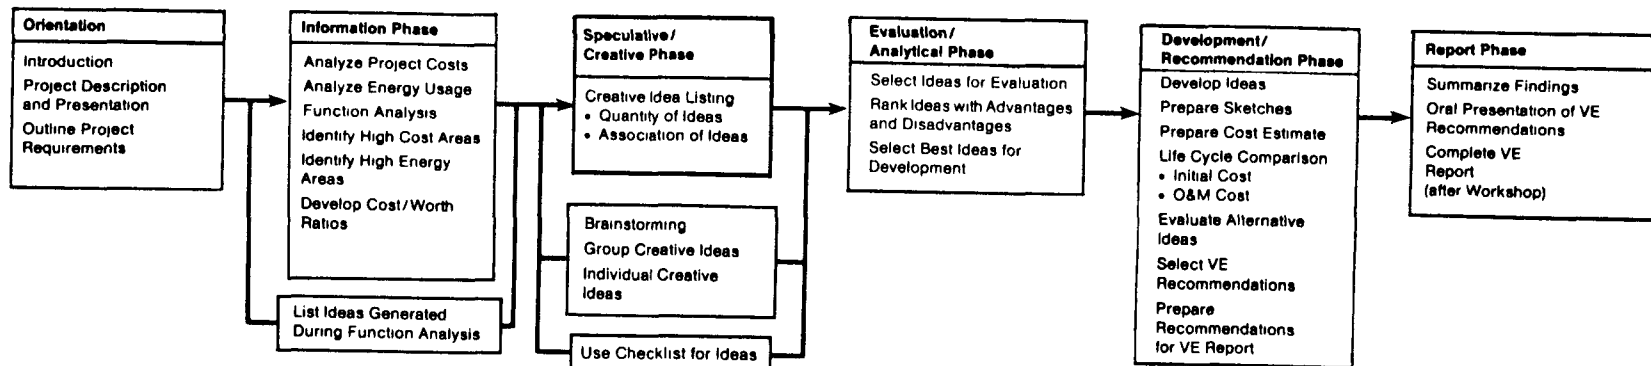 Orientation
Introduction
Project Description
and Presentation
Outline Project
Requirements
Information Phase
Analyze Project Costs
Analyze Energy Usage
Function Analysis
Identify High Cost Areas
Identify High Energy
Areas
Develop Cost/Worth
Ratios
List Ideas Generated
During Function Analysis
Speculative/
Creative Phase
Creative Idea Listing
• Quantity of Ideas
• Association of Ideas
Brainstorming
Group Creative Ideas
Individual Creative
Ideas
Use Checklist for Ideas
Evaluation/
Analytical Phase
Select Ideas for Evaluation
Rank Ideas with Advantages
and Disadvantages
Select Best Ideas for
Development
Development/
Recommendation Phase
Develop Ideas
Prepare Sketches
Prepare Cost Estimate
Life Cycle Comparison
• Initial Cost
• O&M Cost
Evaluate Alternative
Ideas
Select VE
Recommendations
Prepare
Recommendations
for VE Report
Report Phase
Summarize Findings
Oral Presentation of VE
Recommendations
Complete VE
Report
(after Workshop)